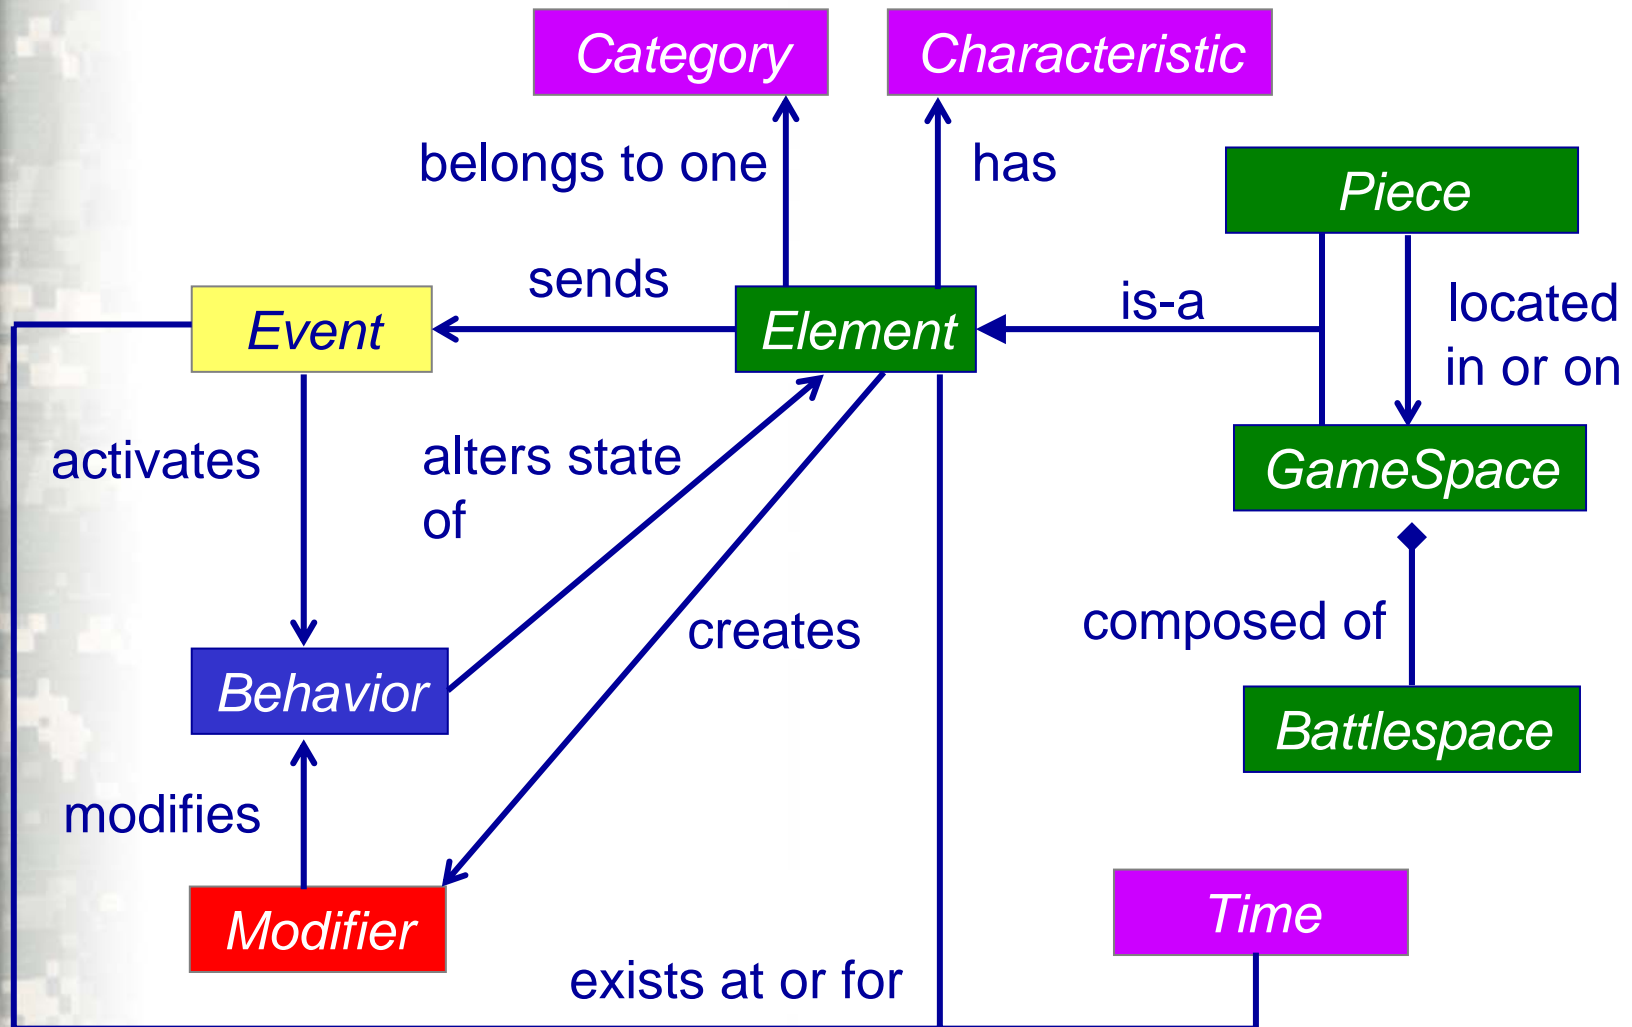 Category
Characteristic
belongs to one
has
Piece
sends
is-a
located
in or on
Event
Element
activates
alters state
of
GameSpace
creates
composed of
Behavior
Battlespace
modifies
Modifier
Time
exists at or for